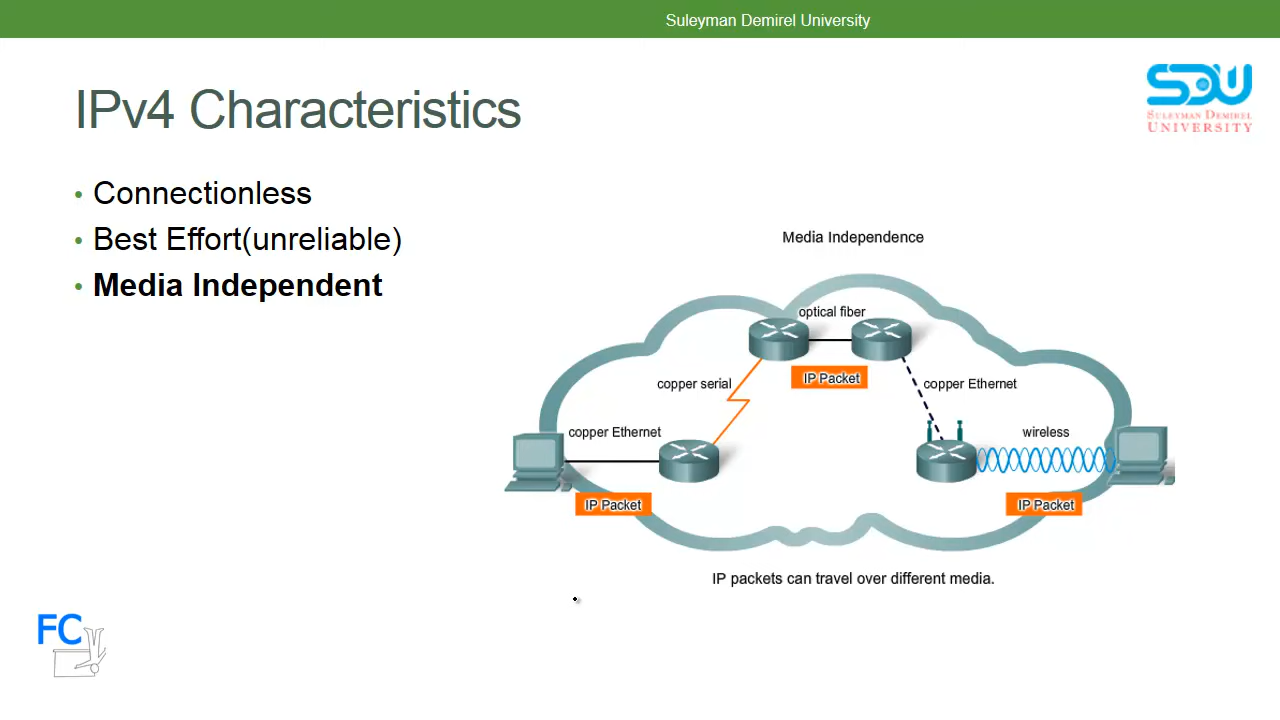 Suleyman Demirel University
IPv4 Characteristics
SDU
SULEYMAN DEMIREL
UNIVERSITY
• Connectionless
• Best Effort(unreliable)
• Media Independent
Media Independence
optical fiber
IP Packet
copper serial
copper Ethernet
copper Ethernet
wireless
IP Packet
IP Packet
IP packets can travel over different media.
FC